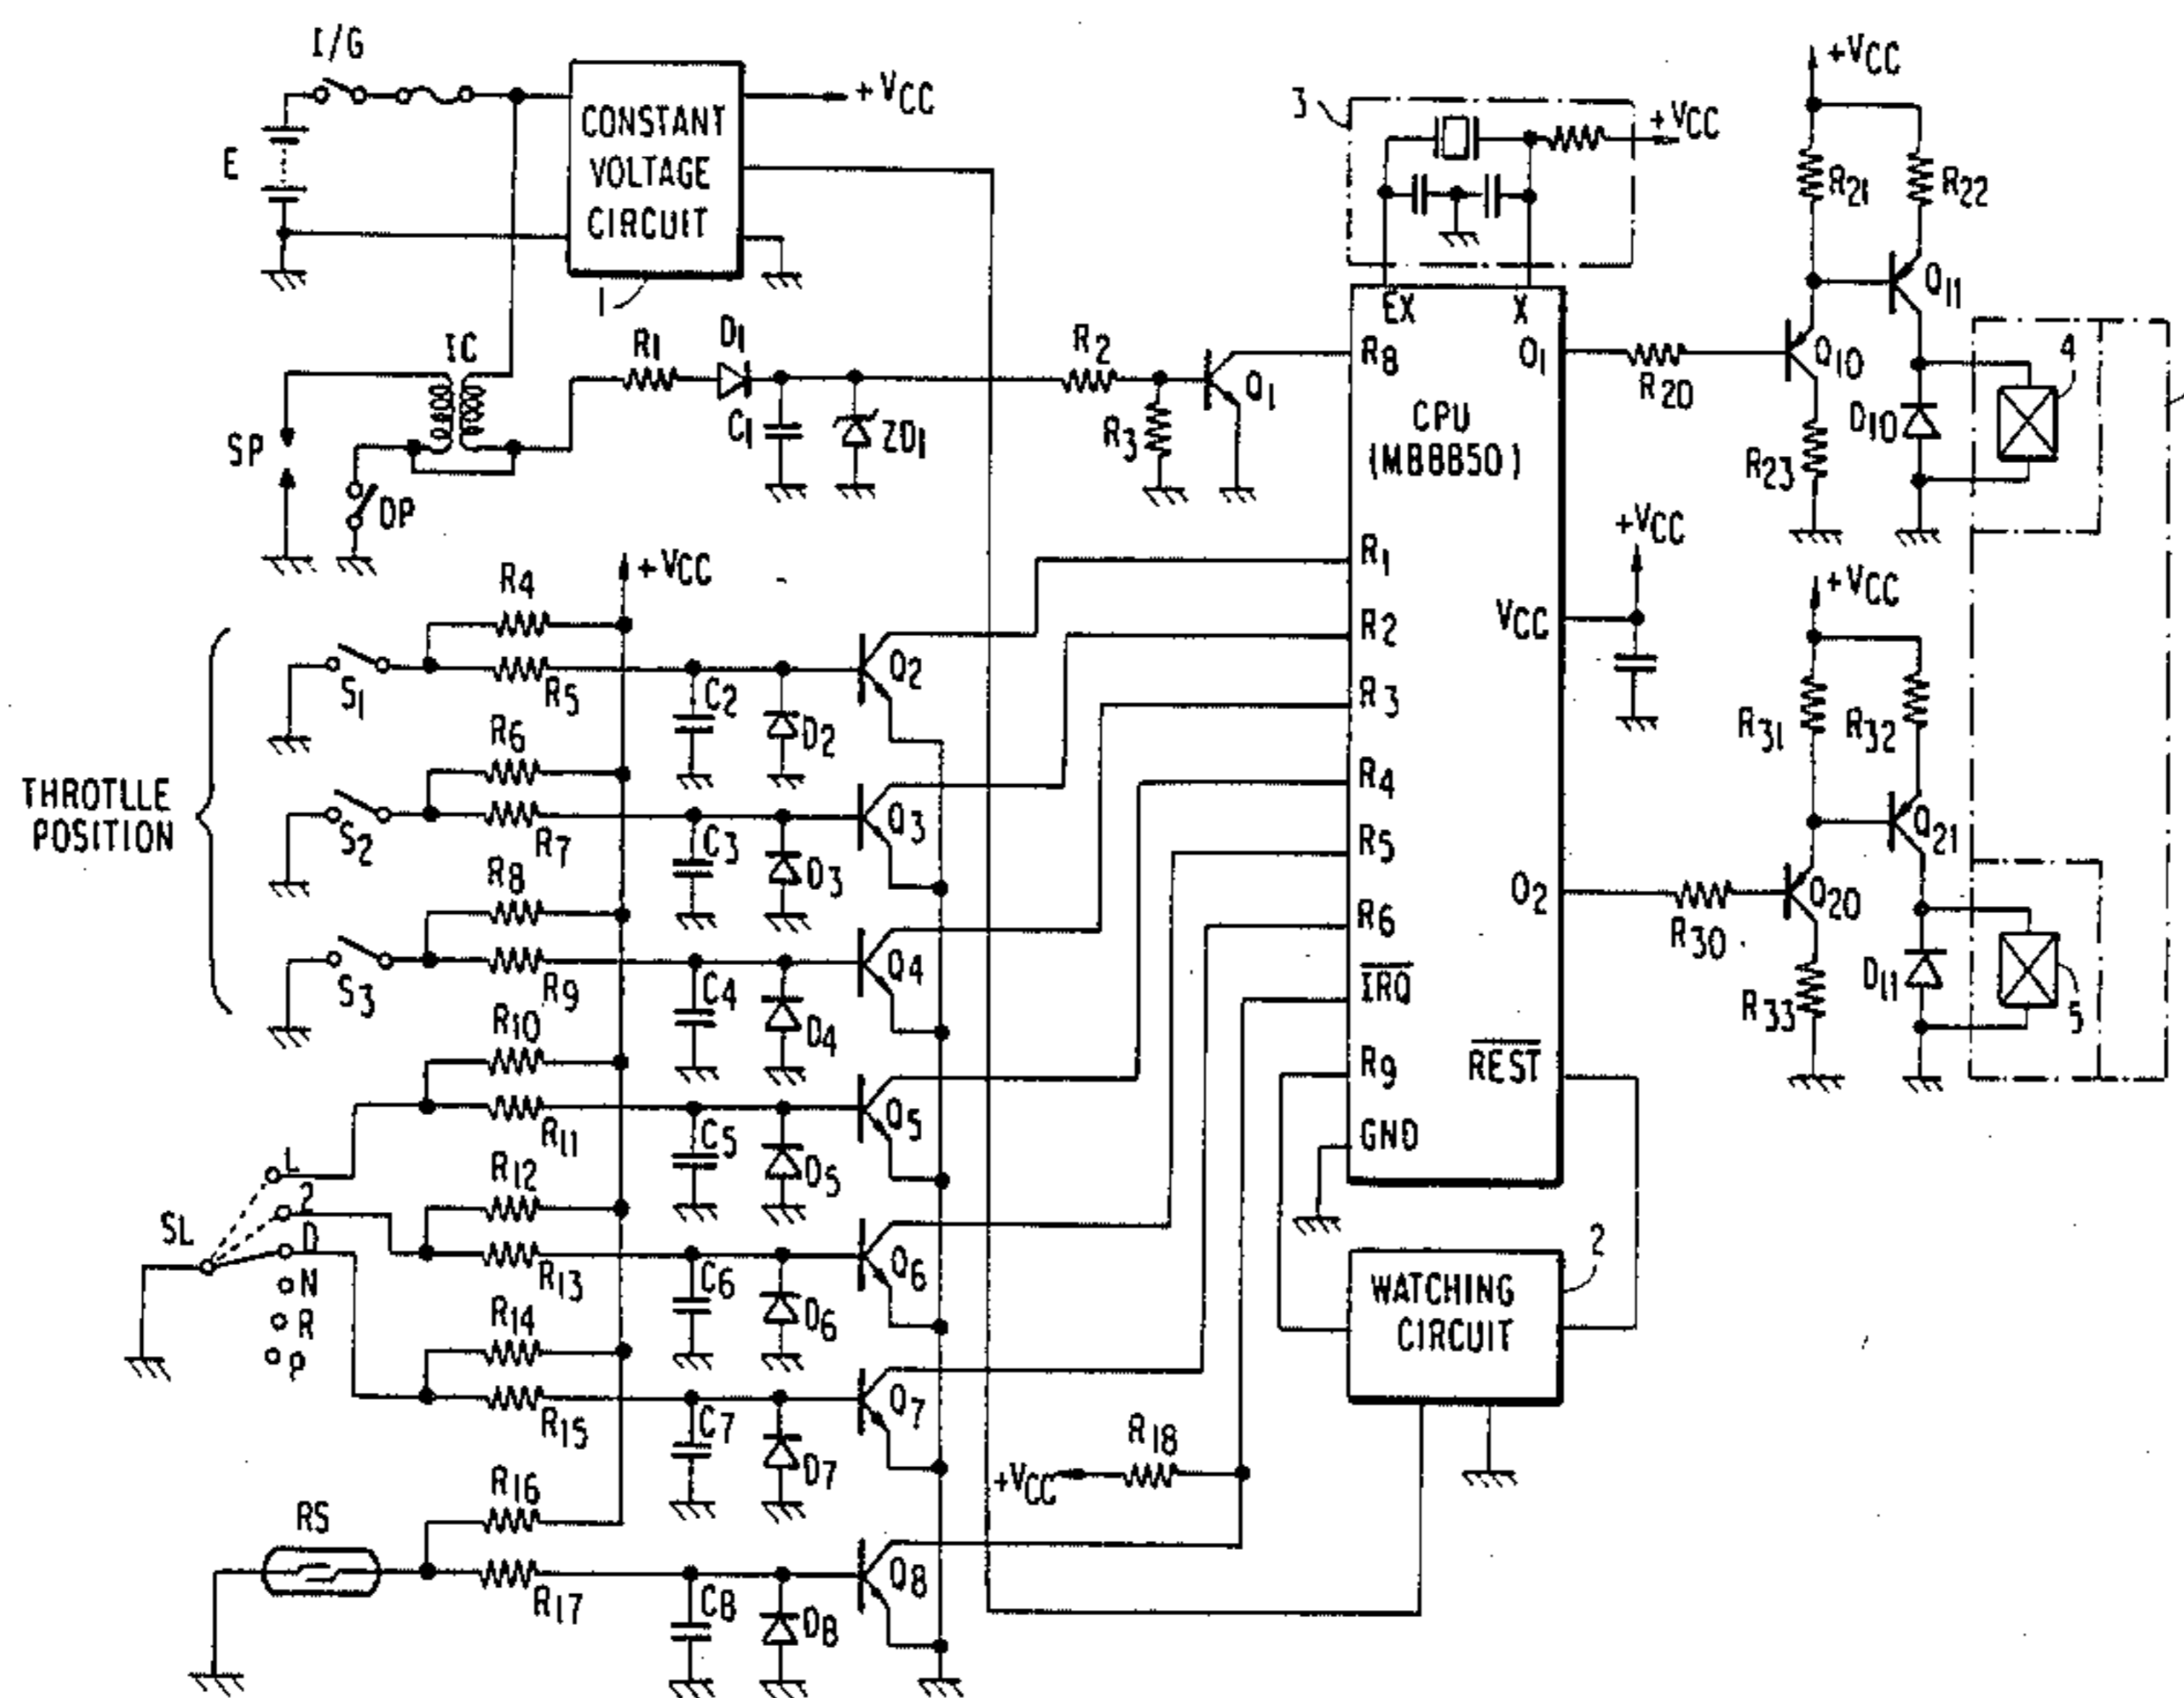 I/G
E
CONSTANT
VOLTAGE
CIRCUIT
+VCC
1
IC
SP
DP
R1
D1
C1
ZD1
R2
R3
Q1
3
+VCC
EX
X
R8
CPU
(MB8850)
O1
R1
R2
R3
R4
R5
R6
IRQ
R9
GND
VCC
O2
REST
+VCC
R20
Q10
R21
R22
+VCC
Q11
R23
D10
4
+VCC
R31
R32
Q21
R30
Q20
R33
D11
5
WATCHING
CIRCUIT
2
THROTLLE
POSITION
S1
S2
S3
+VCC
R4
R5
C2
D2
Q2
R6
R7
C3
D3
Q3
R8
R9
C4
D4
Q4
R10
R11
C5
D5
Q5
SL
L
2
D
N
R
P
R12
R13
C6
D6
Q6
R14
R15
C7
D7
Q7
RS
R16
R17
C8
D8
Q8
+VCC
R18